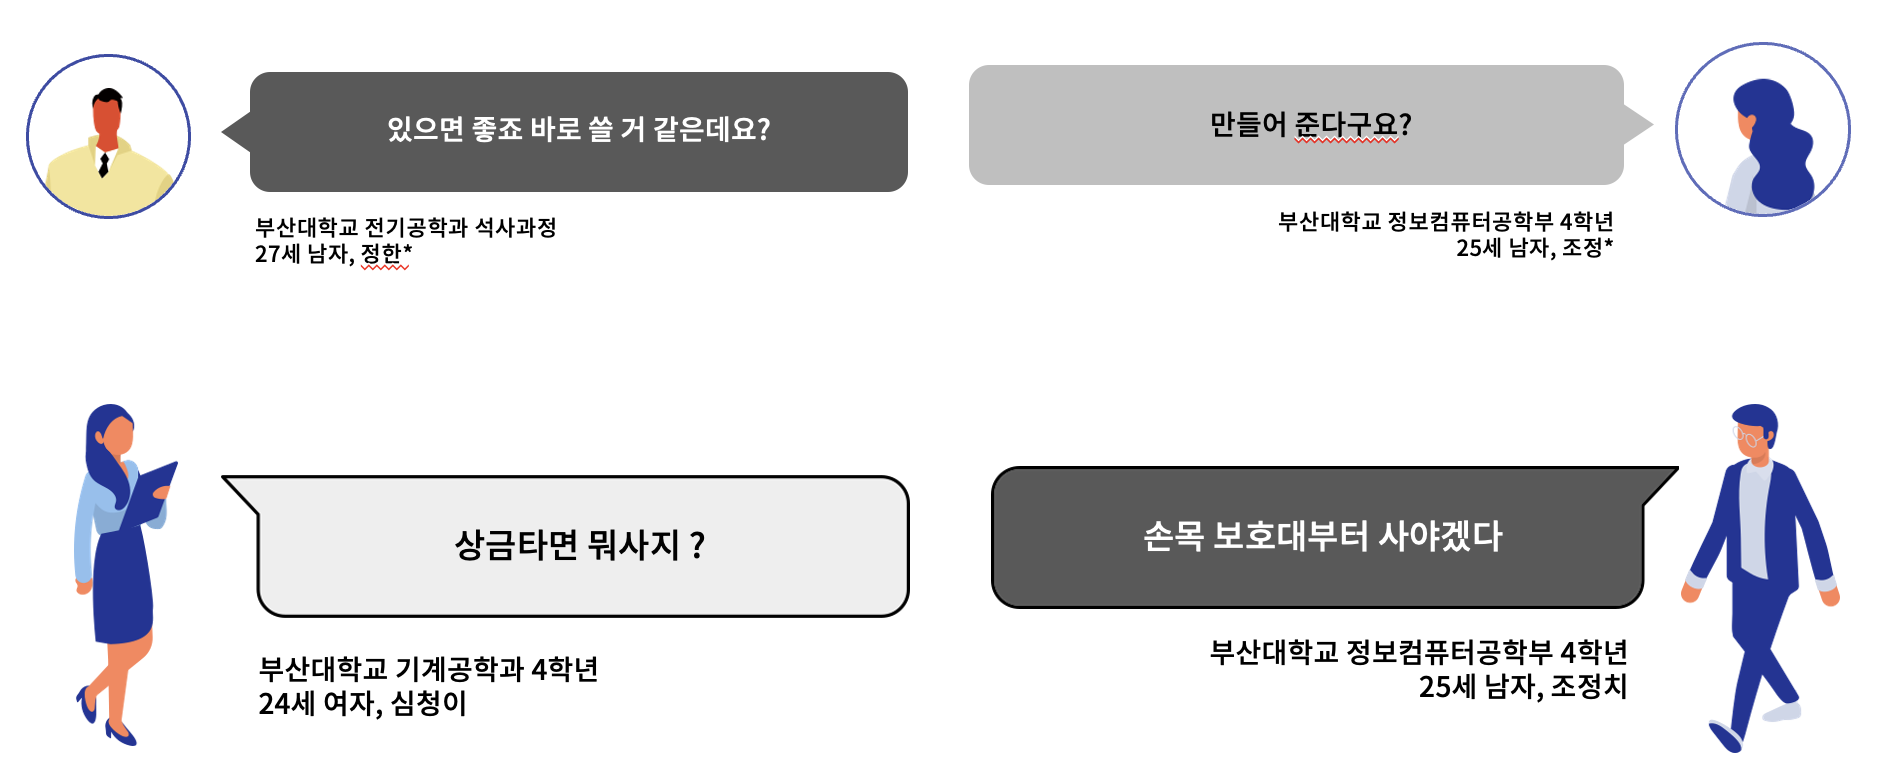 있으면 좋죠 바로 쓸 거 같은데요?
부산대학교 전기공학과 석사과정
27세 남자, 정한*
만들어 준다구요?
부산대학교 정보컴퓨터공학부 4학년
25세 남자, 조정*
상금타면 뭐사지 ?
부산대학교 기계공학과 4학년
24세 여자, 심청이
손목 보호대부터 사야겠다
부산대학교 정보컴퓨터공학부 4학년
25세 남자, 조정치